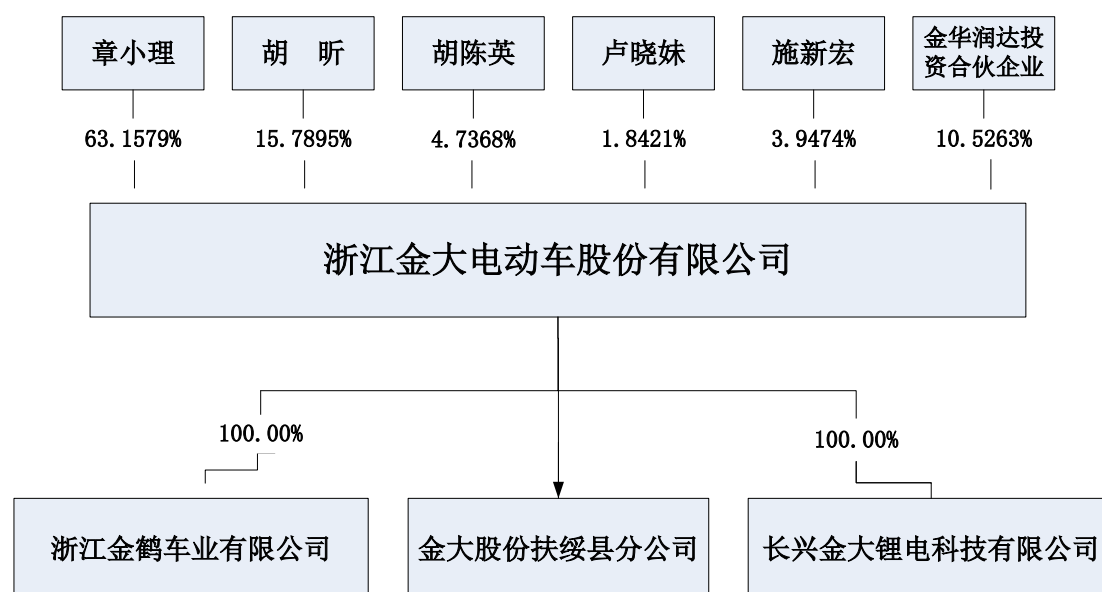 章小理
胡　昕
胡陈英
卢晓妹
施新宏
金华润达投
资合伙企业
63.1579%
15.7895%
4.7368%
1.8421%
3.9474%
10.5263%
浙江金大电动车股份有限公司
100.00%
100.00%
浙江金鹤车业有限公司
金大股份扶绥县分公司
长兴金大锂电科技有限公司